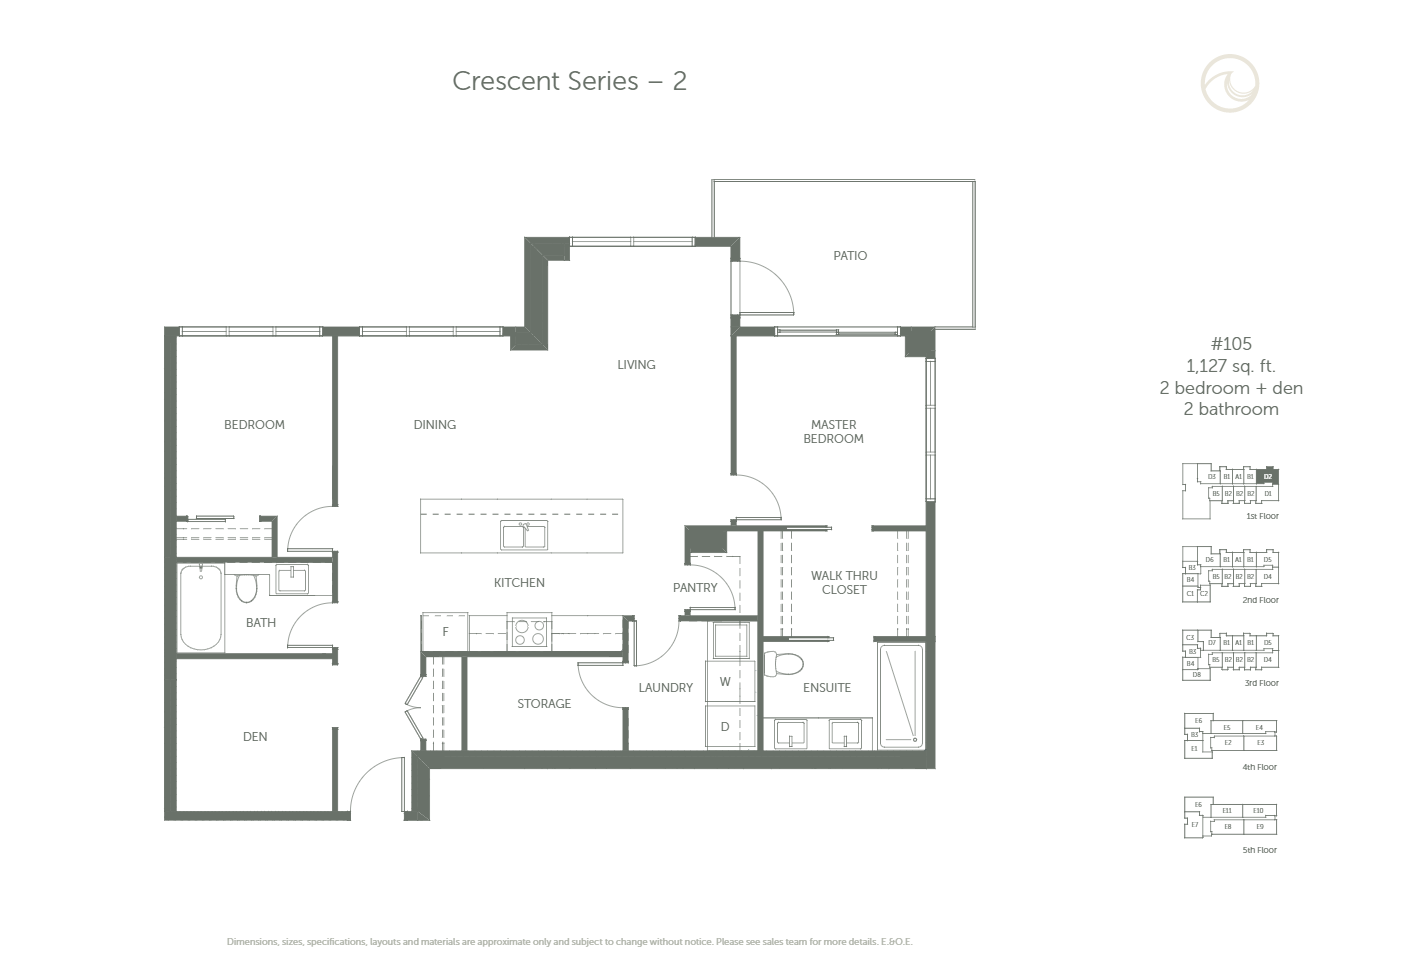 Crescent Series – 2
PATIO
LIVING
BEDROOM
DINING
MASTER
BEDROOM
KITCHEN
PANTRY
WALK THRU
CLOSET
BATH
F
STORAGE
LAUNDRY
W
ENSUITE
D
DEN
#105
1,127 sq. ft.
2 bedroom + den
2 bathroom
D3 B1 A1 B1 D2
B5 B2 B2 B2 D1
1st Floor
D6 B1 A1 B1 D5
B3
B4 B5 B2 B2 B2 D4
C1 C2
2nd Floor
C3 D7 B1 A1 B1 D5
B3
B4 B5 B2 B2 B2 D4
D8
3rd Floor
E6 E5 E4
B3
E1 E2 E3
4th Floor
E6 E11 E10
E7 E8 E9
5th Floor
Dimensions, sizes, specifications, layouts and materials are approximate only and subject to change without notice. Please see sales team for more details. E.&O.E.